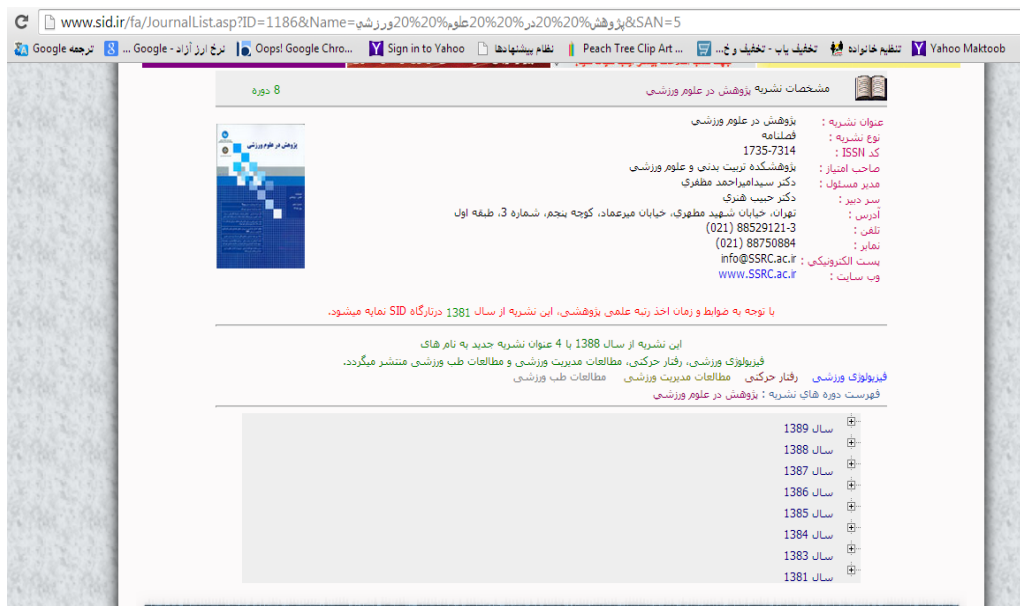 www.sid.ir/fa/JournalList.asp?ID=1186&Name=پژوهش%20%20در%20%20علوم%20%20ورزشي&SAN=5
ترجمه Google نرخ ارز آزاد - Google ... Oops! Google Chro... Sign in to Yahoo نظام پیشنهادها Peach Tree Clip Art ... تخفیف یاب - تخفیف و خ... تنظیم خانواده Yahoo Maktoob
مشخصات نشریه پژوهش در علوم ورزشی
8 دوره
عنوان نشریه : پژوهش در علوم ورزشي
نوع نشریه : فصلنامه
کد ISSN : 1735-7314
صاحب امتیاز : پژوهشکده تربیت بدنی و علوم ورزشی
مدیر مسئول : دکتر سیدامیراحمد مظفري
سر دبیر : دکتر حبیب هنري
آدرس : تهران، خیابان شهید مطهري، خیابان میرعماد، کوچه پنجم، شماره 3، طبقه اول
تلفن : (021) 88529121-3
نمابر : (021) 88750884
پست الکترونیکی : info@SSRC.ac.ir
وب سایت : www.SSRC.ac.ir
پژوهش در علوم ورزشی
با توجه به ضوابط و زمان اخذ رتبه علمی پژوهشی، این نشریه از سال 1381 درتارگاه SID نمایه میشود.
این نشریه از سال 1388 با 4 عنوان نشریه جدید به نام های
فیزیولوژی ورزشی، رفتار حرکتی، مطالعات مدیریت ورزشی و مطالعات طب ورزشی منتشر میگردد.
فیزیولوژی ورزشی رفتار حرکتی مطالعات مدیریت ورزشی مطالعات طب ورزشی
فهرست دوره هاي نشریه : پژوهش در علوم ورزشی
سال 1389
سال 1388
سال 1387
سال 1386
سال 1385
سال 1384
سال 1383
سال 1381